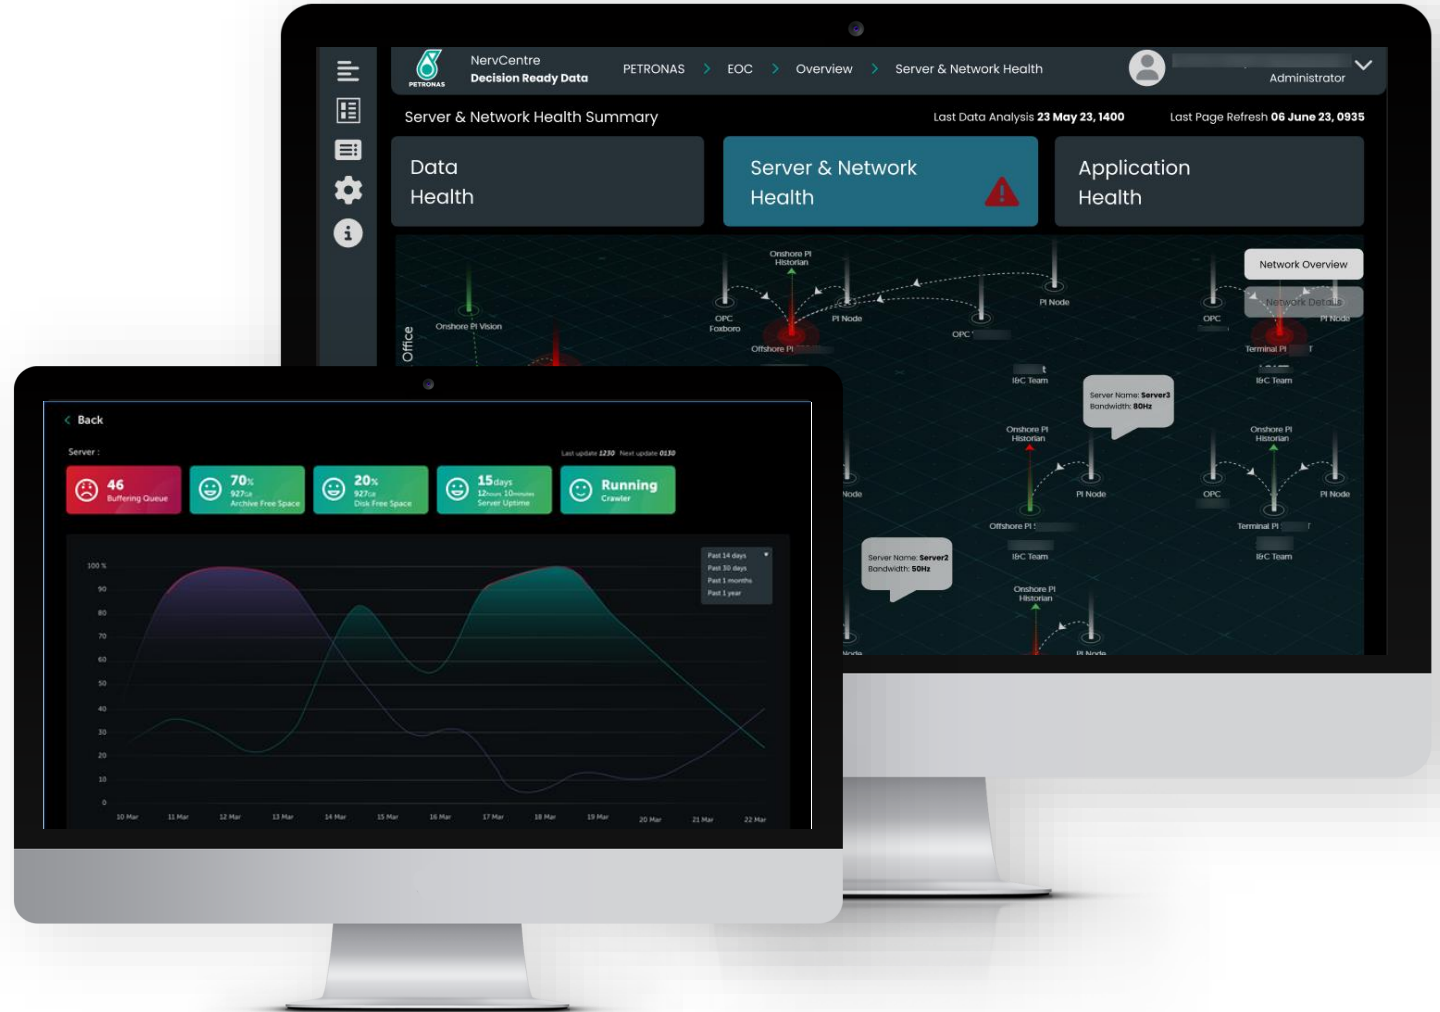 NervCentre
Decision Ready Data
PETRONAS
PETRONAS > EOC > Overview > Server & Network Health
Administrator
Server & Network Health Summary
Last Data Analysis 23 May 23, 1400
Last Page Refresh 06 June 23, 0935
Data
Health
Server & Network
Health
Application
Health
Network Overview
Network Details
Office
Onshore PI Vision
Onshore PI
Historian
OPC
Foxboro
PI Node
Offshore PI
OPC
PI Node
OPC
PI Node
Terminal PI
I&C Team
I&C Team
Server Name: Server3
Bandwidth: 80Hz
Onshore PI
Historian
PI Node
Offshore PI
I&C Team
Onshore PI
Historian
OPC
PI Node
Terminal PI
I&C Team
Node
Server Name: Server2
Bandwidth: 50Hz
Onshore PI
Historian
Node
PI Node
< Back
Server :
Last update 1230 Next update 0130
46
Buffering Queue
70%
927GB
Archive Free Space
20%
927GB
Disk Free Space
15 days
12hours 10minutes
Server Uptime
Running
Crawler
Past 14 days
Past 30 days
Past 1 months
Past 1 year
100 %
90
80
70
60
50
40
30
20
10
0
10 Mar
11 Mar
12 Mar
13 Mar
14 Mar
15 Mar
16 Mar
17 Mar
18 Mar
19 Mar
20 Mar
21 Mar
22 Mar